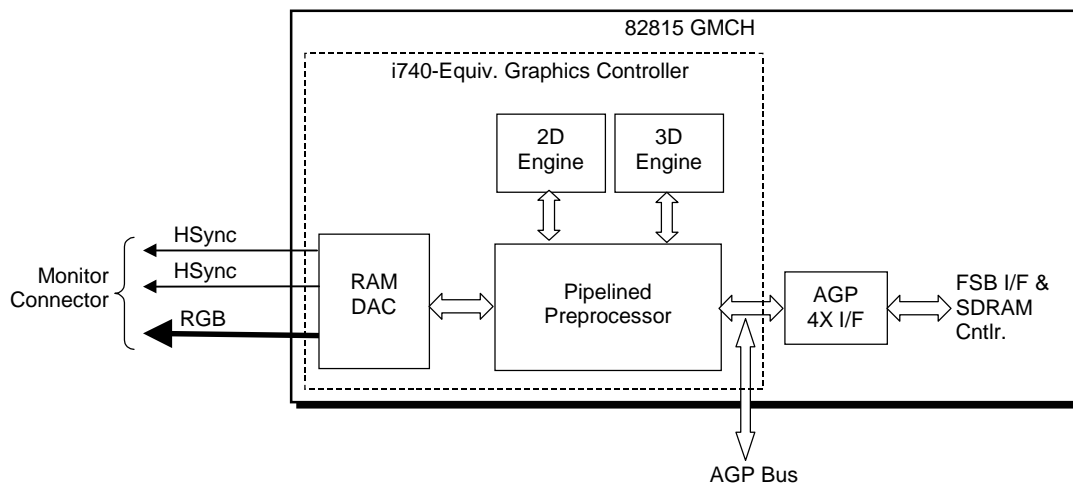 82815 GMCH
i740-Equiv. Graphics Controller
2D
Engine
3D
Engine
HSync
HSync
RGB
Monitor
Connector
RAM
DAC
Pipelined
Preprocessor
AGP
4X I/F
FSB I/F &
SDRAM
Cntlr.
AGP Bus